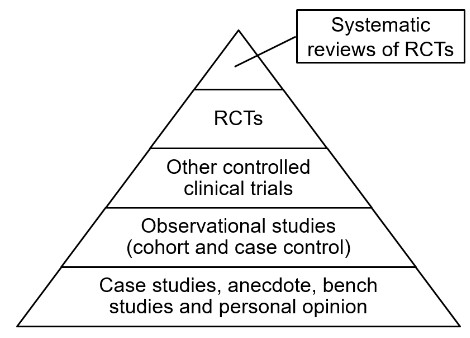 Systematic
reviews of RCTs
RCTs
Other controlled
clinical trials
Observational studies
(cohort and case control)
Case studies, anecdote, bench
studies and personal opinion